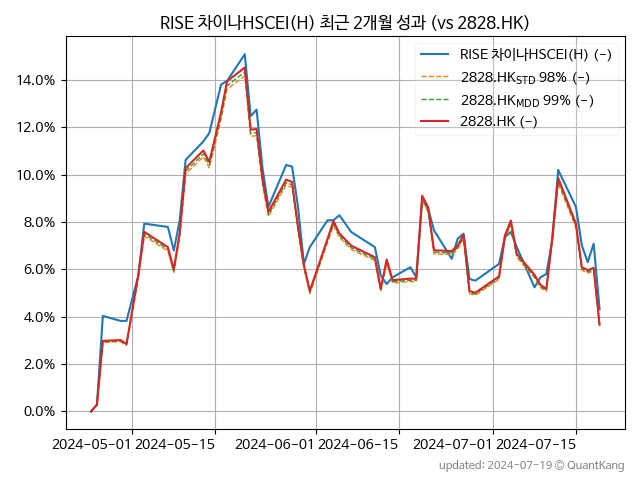 RISE 차이나HSCEI(H) 최근 2개월 성과 (vs 2828.HK)
RISE 차이나HSCEI(H) (-)
2828.HK_STD 98% (-)
2828.HK_MDD 99% (-)
2828.HK (-)
14.0%
12.0%
10.0%
8.0%
6.0%
4.0%
2.0%
0.0%
2024-05-01 2024-05-15 2024-06-01 2024-06-15 2024-07-01 2024-07-15
updated: 2024-07-19 © QuantKang